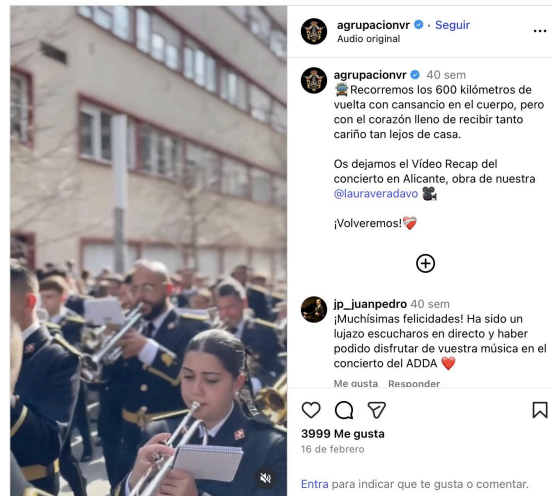 agrupacionvr · Seguir
Audio original
agrupacionvr 40 sem
Recorremos los 600 kilómetros de
vuelta con cansancio en el cuerpo, pero
con el corazón lleno de recibir tanto
cariño tan lejos de casa.
Os dejamos el Vídeo Recap del
concierto en Alicante, obra de nuestra
@lauraveradavo 🎥
¡Volveremos!❤️‍🩹
jp_juanpedro 40 sem
¡Muchísimas felicidades! Ha sido un
lujazo escucharos en directo y haber
podido disfrutar de vuestra música en el
concierto del ADDA ❤️
Me gusta Responder
3999 Me gusta
16 de febrero
Entra para indicar que te gusta o comentar.